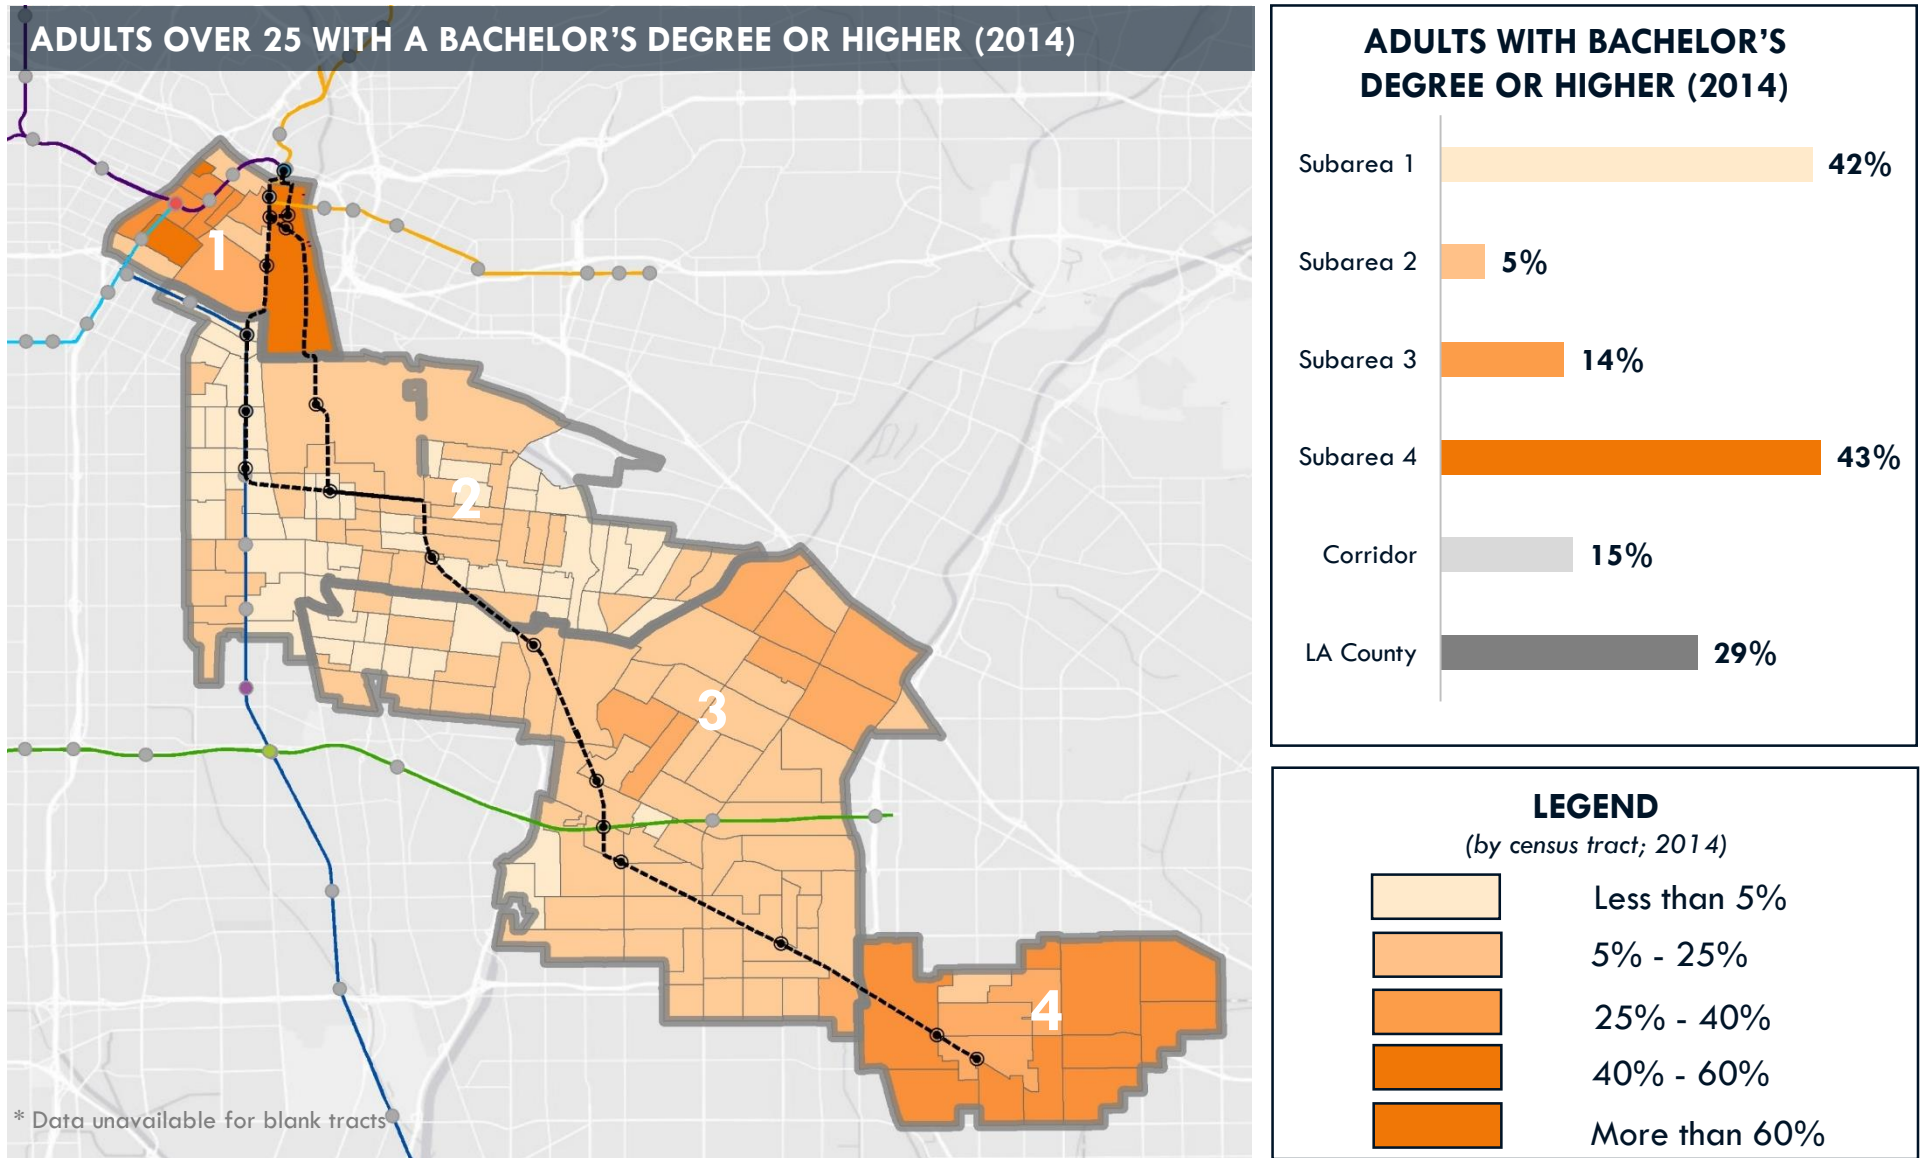 ADULTS OVER 25 WITH A BACHELOR'S DEGREE OR HIGHER (2014)
1
2
3
4
* Data unavailable for blank tracts
ADULTS WITH BACHELOR'S
DEGREE OR HIGHER (2014)
Subarea 1 42%
Subarea 2 5%
Subarea 3 14%
Subarea 4 43%
Corridor 15%
LA County 29%
LEGEND
(by census tract; 2014)
Less than 5%
5% - 25%
25% - 40%
40% - 60%
More than 60%